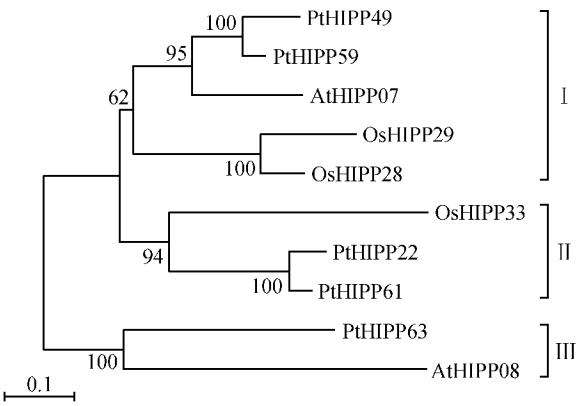 PtHIPP49
100
95
PtHIPP59
62
AtHIPP07
I
OsHIPP29
100
OsHIPP28
OsHIPP33
94
PtHIPP22
II
100
PtHIPP61
PtHIPP63
100
III
AtHIPP08
0.1